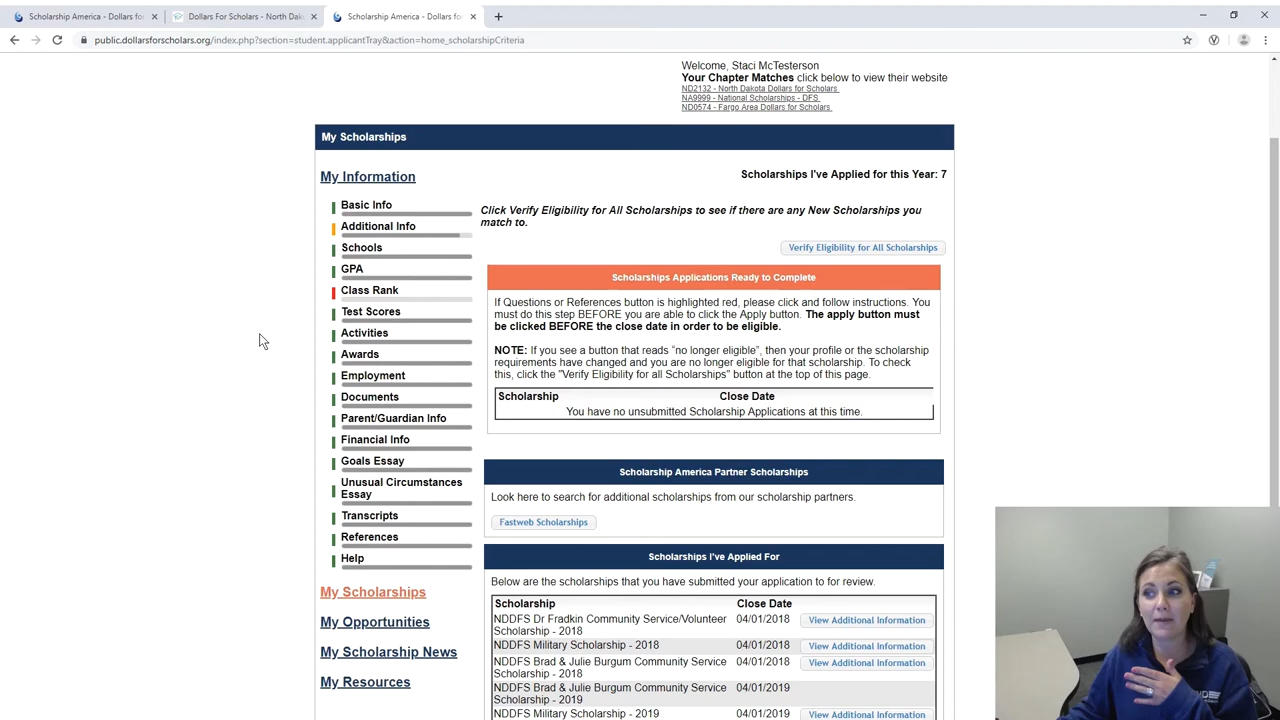 Scholarship America - Dollars for
Dollars For Scholars - North Dak
Scholarship America - Dollars fo
public.dollarsforscholars.org/index.php?section=student.applicantTray&action=home_scholarshipCriteria
Welcome, Staci McTesterson
Your Chapter Matches click below to view their website
ND2132 - North Dakota Dollars for Scholars
NA9999 - National Scholarships - DFS
ND0574 - Fargo Area Dollars for Scholars
My Scholarships
My Information
Scholarships I've Applied for this Year: 7
Basic Info
Additional Info
Schools
GPA
Class Rank
Test Scores
Activities
Awards
Employment
Documents
Parent/Guardian Info
Financial Info
Goals Essay
Unusual Circumstances
Essay
Transcripts
References
Help
My Scholarships
My Opportunities
My Scholarship News
My Resources
Click Verify Eligibility for All Scholarships to see if there are any New Scholarships you
match to.
Verify Eligibility for All Scholarships
Scholarships Applications Ready to Complete
If Questions or References button is highlighted red, please click and follow instructions. You
must do this step BEFORE you are able to click the Apply button. The apply button must
be clicked BEFORE the close date in order to be eligible.
NOTE: If you see a button that reads "no longer eligible", then your profile or the scholarship
requirements have changed and you are no longer eligible for that scholarship. To check
this, click the "Verify Eligibility for all Scholarships" button at the top of this page.
Scholarship Close Date
You have no unsubmitted Scholarship Applications at this time.
Scholarship America Partner Scholarships
Look here to search for additional scholarships from our scholarship partners.
Fastweb Scholarships
Scholarships I've Applied For
Below are the scholarships that you have submitted your application to for review.
Scholarship Close Date
NDDFS Dr Fradkin Community Service/Volunteer 04/01/2018 View Additional Information
Scholarship - 2018
NDDFS Military Scholarship - 2018 04/01/2018 View Additional Information
NDDFS Brad & Julie Burgum Community Service 04/01/2018 View Additional Information
Scholarship - 2018
NDDFS Brad & Julie Burgum Community Service 04/01/2019
Scholarship - 2019
NDDFS Military Scholarship - 2019 04/01/2019 View Additional Information